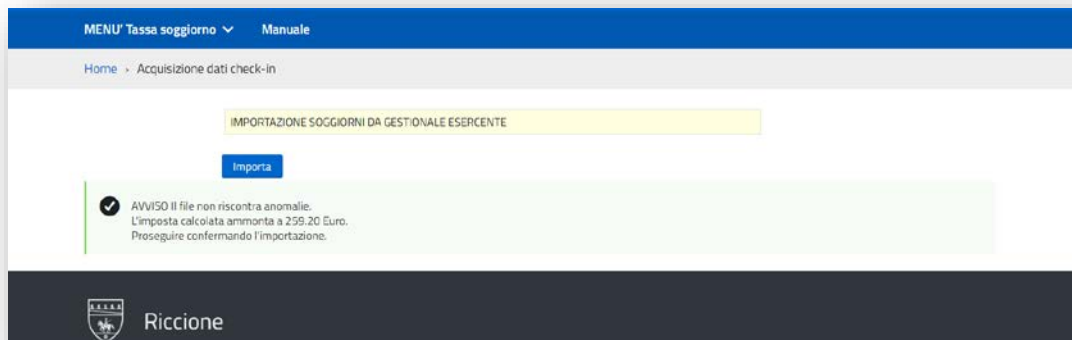 MENU' Tassa soggiorno Manuale
Home › Acquisizione dati check-in
IMPORTAZIONE SOGGIORNI DA GESTIONALE ESERCENTE
Importa
AVVISO Il file non riscontra anomalie.
L'imposta calcolata ammonta a 259.20 Euro.
Proseguire confermando l'importazione.
Riccione